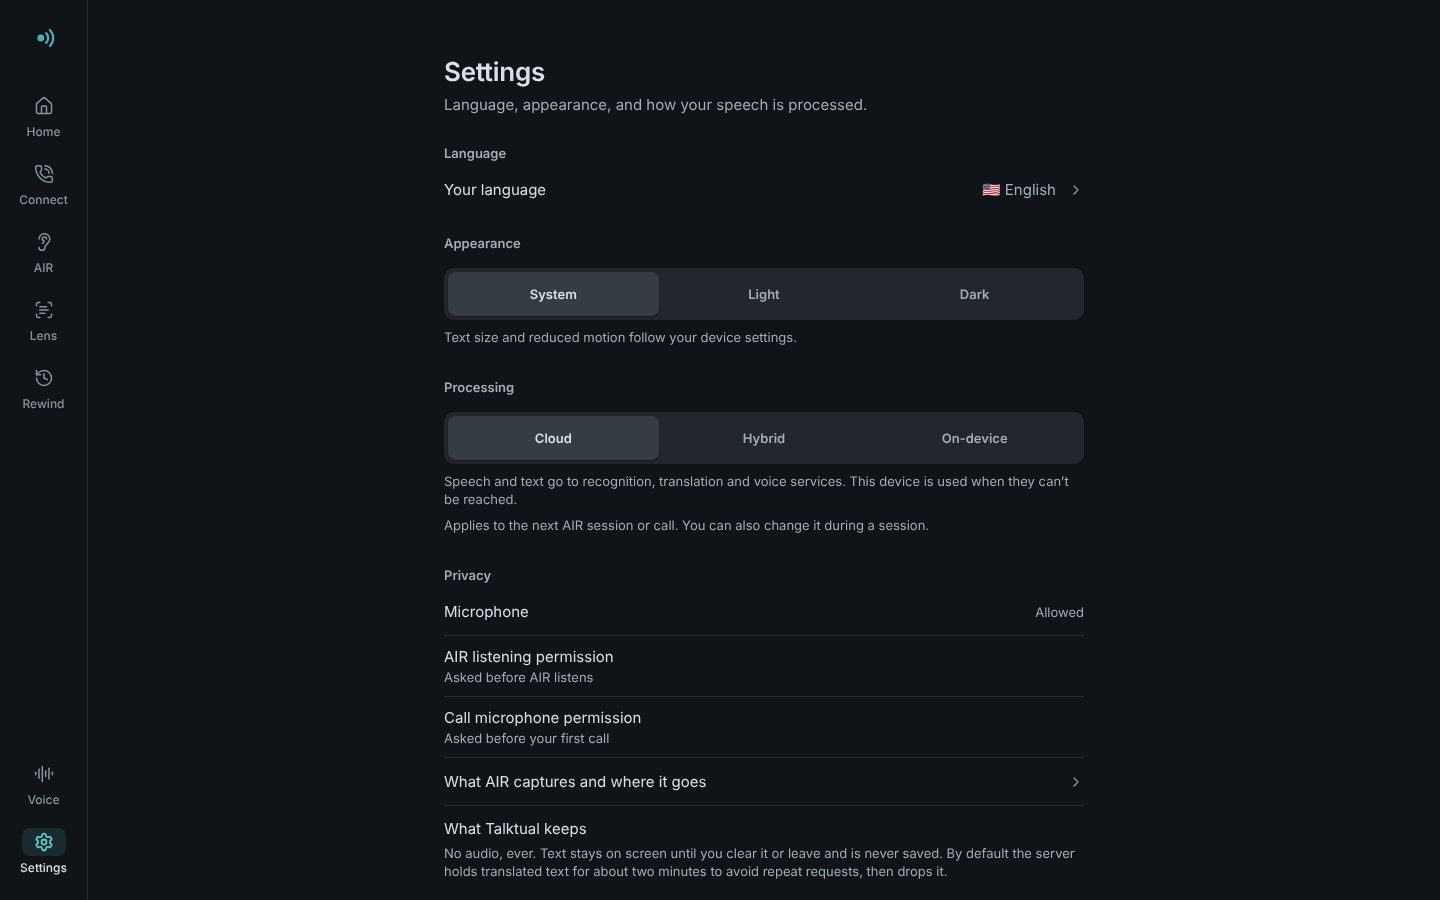 Home
Connect
AIR
Lens
Rewind
Voice
Settings
Settings
Language, appearance, and how your speech is processed.
Language
Your language
🇺🇸 English
Appearance
System
Light
Dark
Text size and reduced motion follow your device settings.
Processing
Cloud
Hybrid
On-device
Speech and text go to recognition, translation and voice services. This device is used when they can’t
be reached.
Applies to the next AIR session or call. You can also change it during a session.
Privacy
Microphone
Allowed
AIR listening permission
Asked before AIR listens
Call microphone permission
Asked before your first call
What AIR captures and where it goes
What Talktual keeps
No audio, ever. Text stays on screen until you clear it or leave and is never saved. By default the server
holds translated text for about two minutes to avoid repeat requests, then drops it.